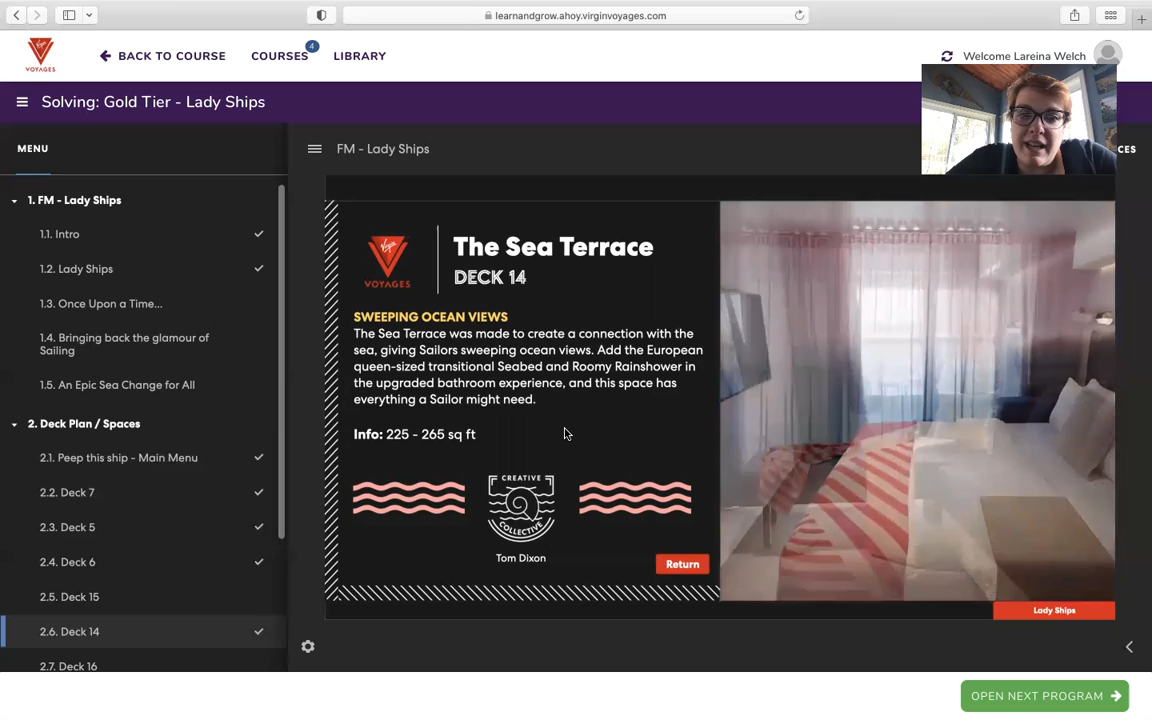 learnandgrow.ahoy.virginvoyages.com
VOYAGES
BACK TO COURSE
COURSES
4
LIBRARY
Welcome Lareina Welch
Solving: Gold Tier - Lady Ships
MENU
FM - Lady Ships
CES
1. FM - Lady Ships
1.1. Intro
1.2. Lady Ships
1.3. Once Upon a Time...
1.4. Bringing back the glamour of
Sailing
1.5. An Epic Sea Change for All
2. Deck Plan / Spaces
2.1. Peep this ship - Main Menu
2.2. Deck 7
2.3. Deck 5
2.4. Deck 6
2.5. Deck 15
2.6. Deck 14
2.7. Deck 16
Virgin
VOYAGES
The Sea Terrace
DECK 14
SWEEPING OCEAN VIEWS
The Sea Terrace was made to create a connection with the
sea, giving Sailors sweeping ocean views. Add the European
queen-sized transitional Seabed and Roomy Rainshower in
the upgraded bathroom experience, and this space has
everything a Sailor might need.
Info: 225 - 265 sq ft
CREATIVE
COLLECTIVE
Tom Dixon
Return
Lady Ships
OPEN NEXT PROGRAM